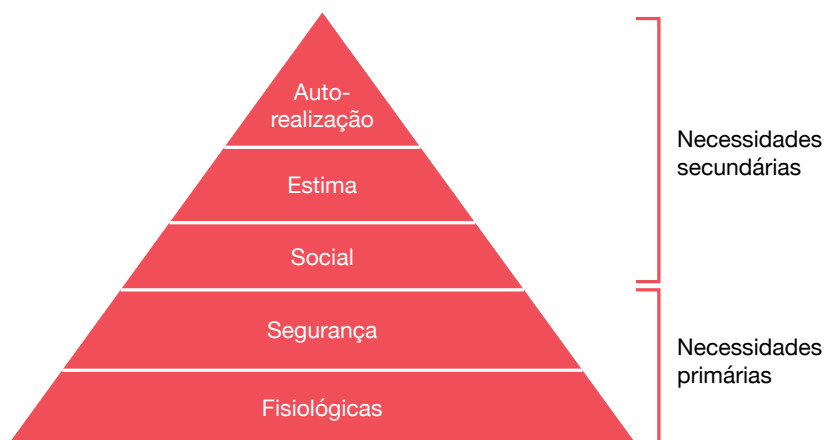 Auto-
realização
Estima
Social
Segurança
Fisiológicas
Necessidades
secundárias
Necessidades
primárias